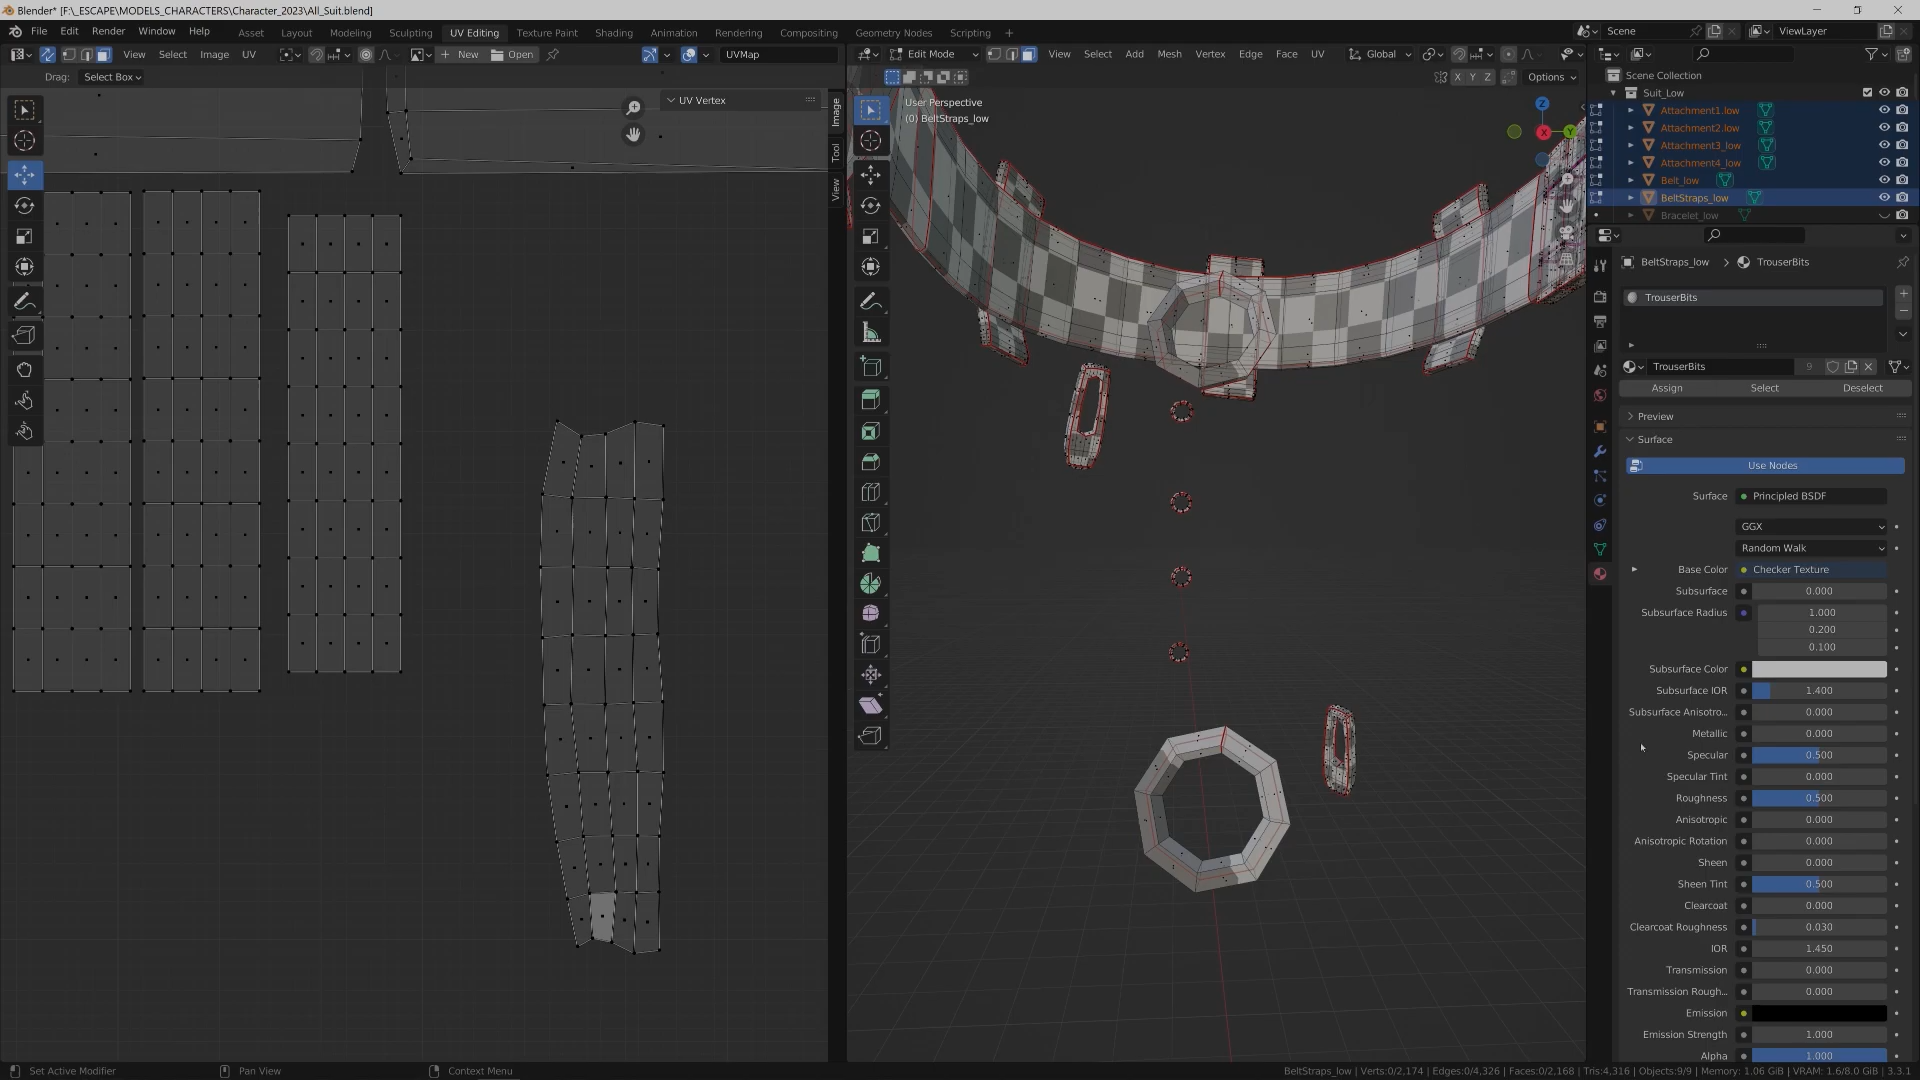 Blender* [F:\_ESCAPE\MODELS_CHARACTERS\Character_2023\All_Suit.blend]
File Edit Render Window Help Asset Layout Modeling Sculpting UV Editing Texture Paint Shading Animation Rendering Compositing Geometry Nodes Scripting + Scene ViewLayer
View Select Image UV + New Open UVMap
Edit Mode View Select Add Mesh Vertex Edge Face UV Global
Drag: Select Box
X Y Z Options
UV Vertex
Image
Tool
View
User Perspective
(0) BeltStraps_low
Z
X
Y
Scene Collection
Suit_Low
Attachment1.low
Attachment2.low
Attachment3_low
Attachment4_low
Belt_low
BeltStraps_low
Bracelet_low
BeltStraps_low > TrouserBits
TrouserBits
TrouserBits 9
Assign Select Deselect
Preview
Surface
Use Nodes
Surface Principled BSDF
GGX
Random Walk
Base Color Checker Texture
Subsurface 0.000
Subsurface Radius 1.000
0.200
0.100
Subsurface Color
Subsurface IOR 1.400
Subsurface Anisotro... 0.000
Metallic 0.000
Specular 0.500
Specular Tint 0.000
Roughness 0.500
Anisotropic 0.000
Anisotropic Rotation 0.000
Sheen 0.000
Sheen Tint 0.500
Clearcoat 0.000
Clearcoat Roughness 0.030
IOR 1.450
Transmission 0.000
Transmission Rough... 0.000
Emission
Emission Strength 1.000
Alpha 1.000
Set Active Modifier Pan View Context Menu
BeltStraps_low | Verts:0/2,174 | Edges:0/4,326 | Faces:0/2,168 | Tris:4,316 | Objects:9/9 | Memory: 1.06 GiB | VRAM: 1.6/8.0 GiB | 3.3.1